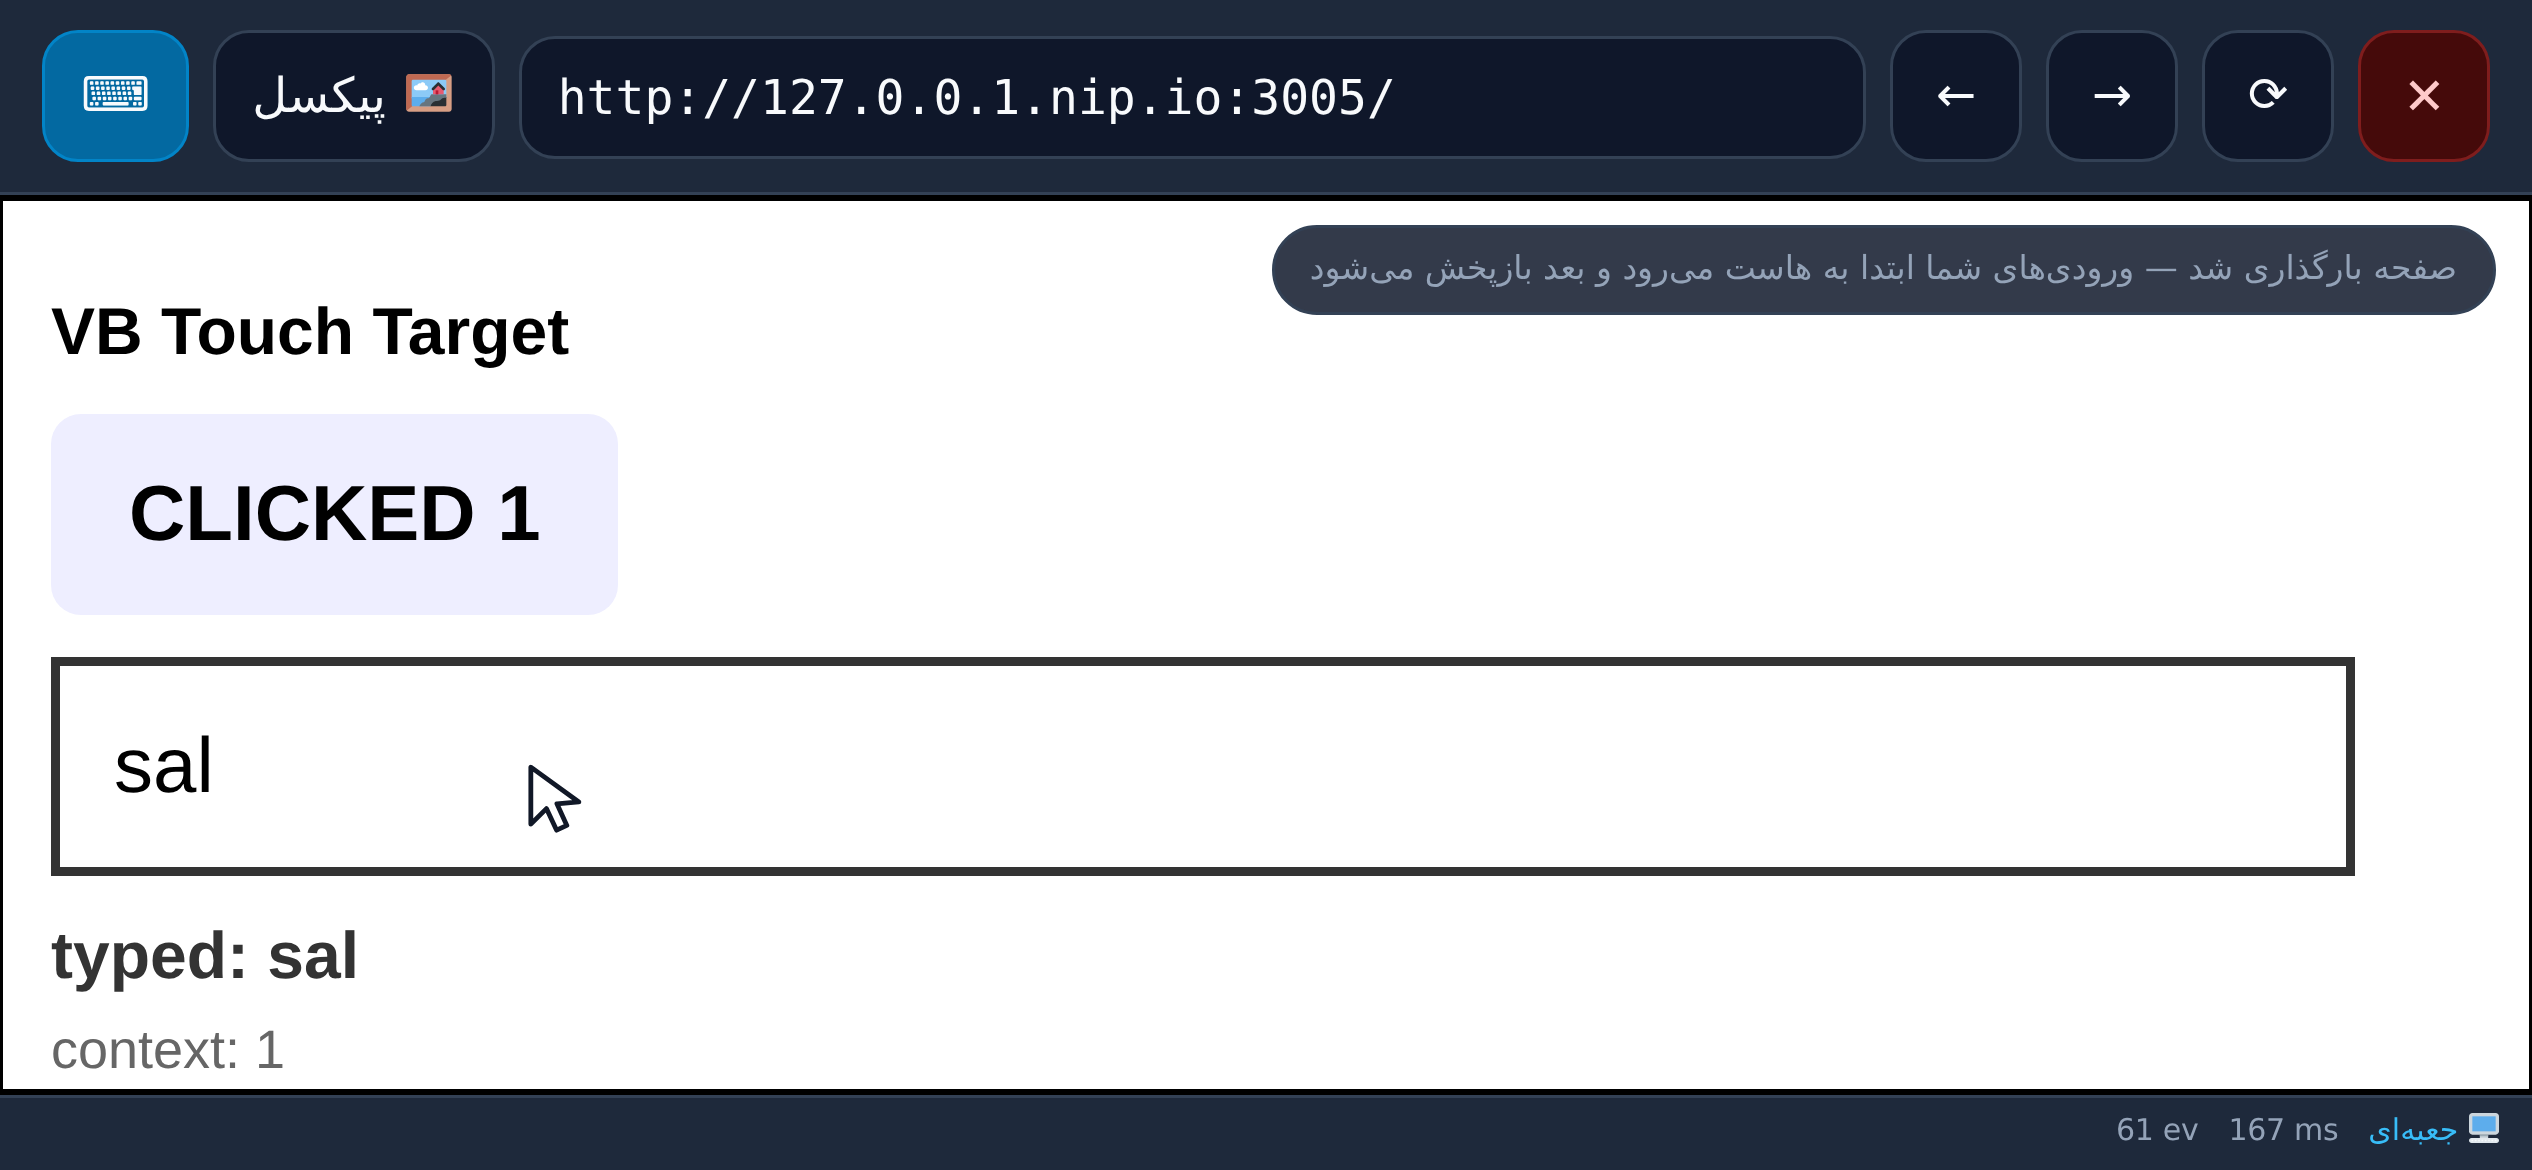 پیکسل
http://127.0.0.1.nip.io:3005/
صفحه بارگذاری شد — ورودی‌های شما ابتدا به هاست می‌رود و بعد بازپخش می‌شود
VB Touch Target
CLICKED 1
sal
typed: sal
context: 1
61 ev 167 ms جعبه‌ای